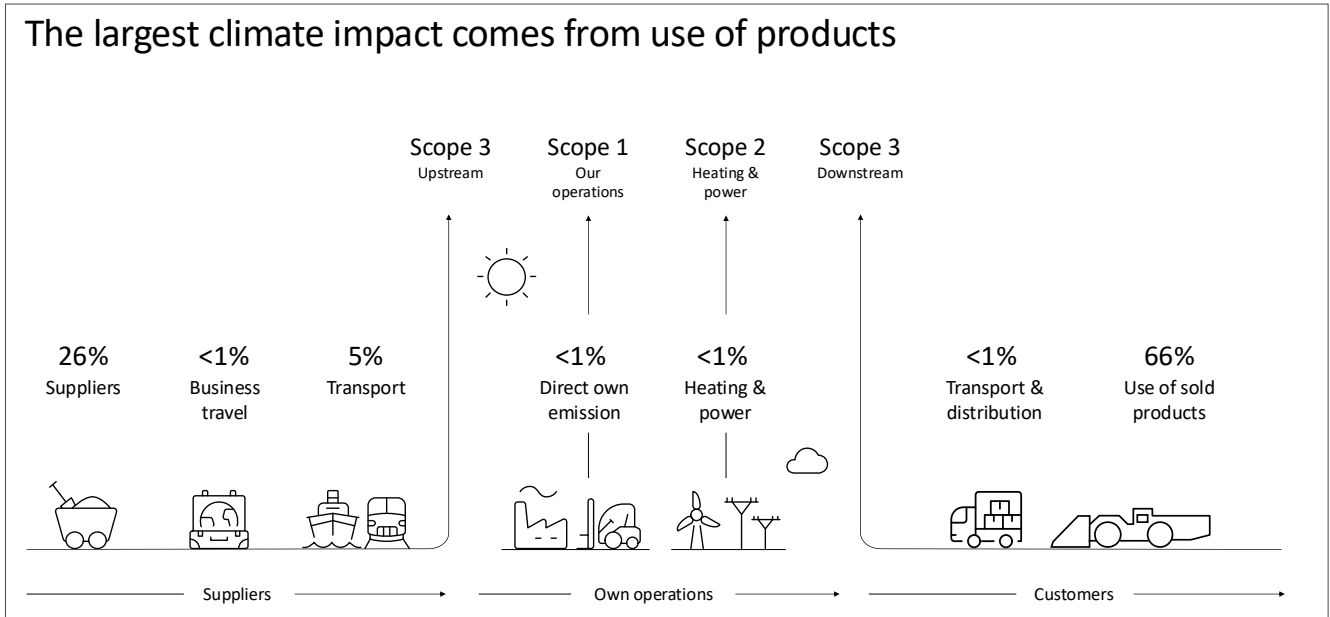 The largest climate impact comes from use of products
Scope 3
Upstream
Scope 1
Our
operations
Scope 2
Heating &
power
Scope 3
Downstream
26%
Suppliers
<1%
Business
travel
5%
Transport
<1%
Direct own
emission
<1%
Heating &
power
<1%
Transport &
distribution
66%
Use of sold
products
Suppliers
Own operations
Customers